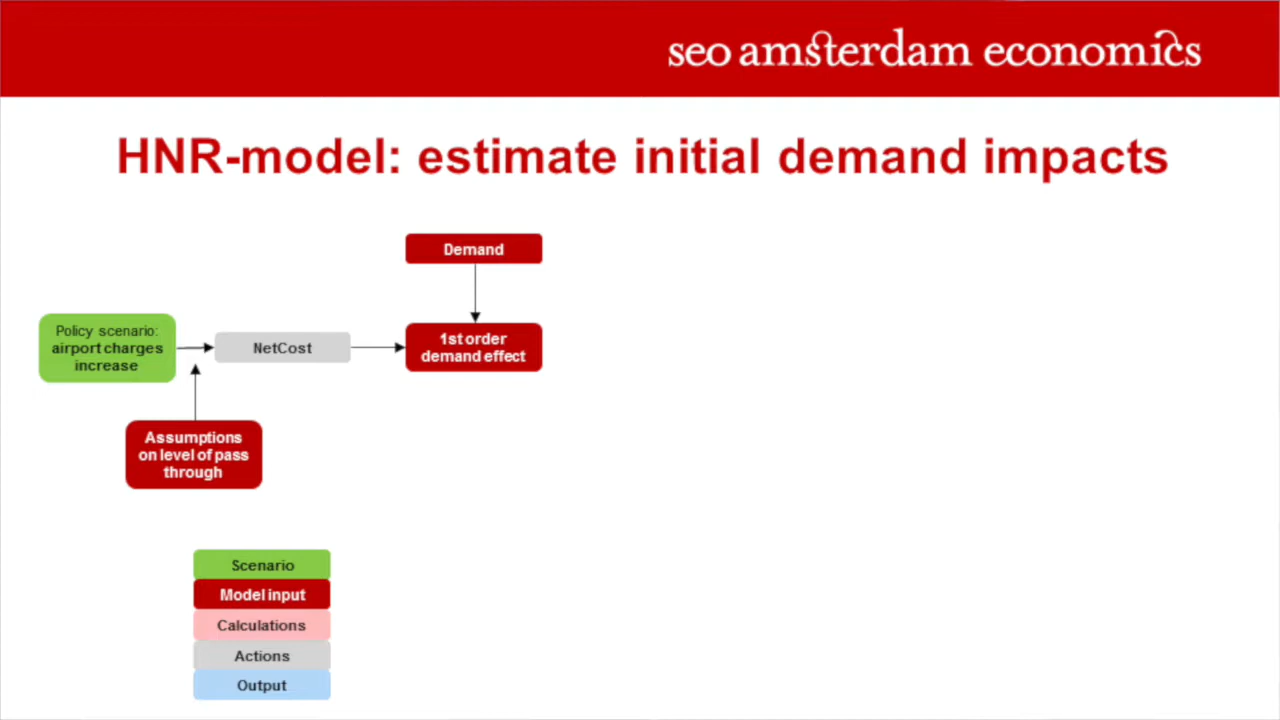 seo amsterdam economics
HNR-model: estimate initial demand impacts
Demand
Policy scenario:
airport charges
increase
NetCost
1st order
demand effect
Assumptions
on level of pass
through
Scenario
Model input
Calculations
Actions
Output